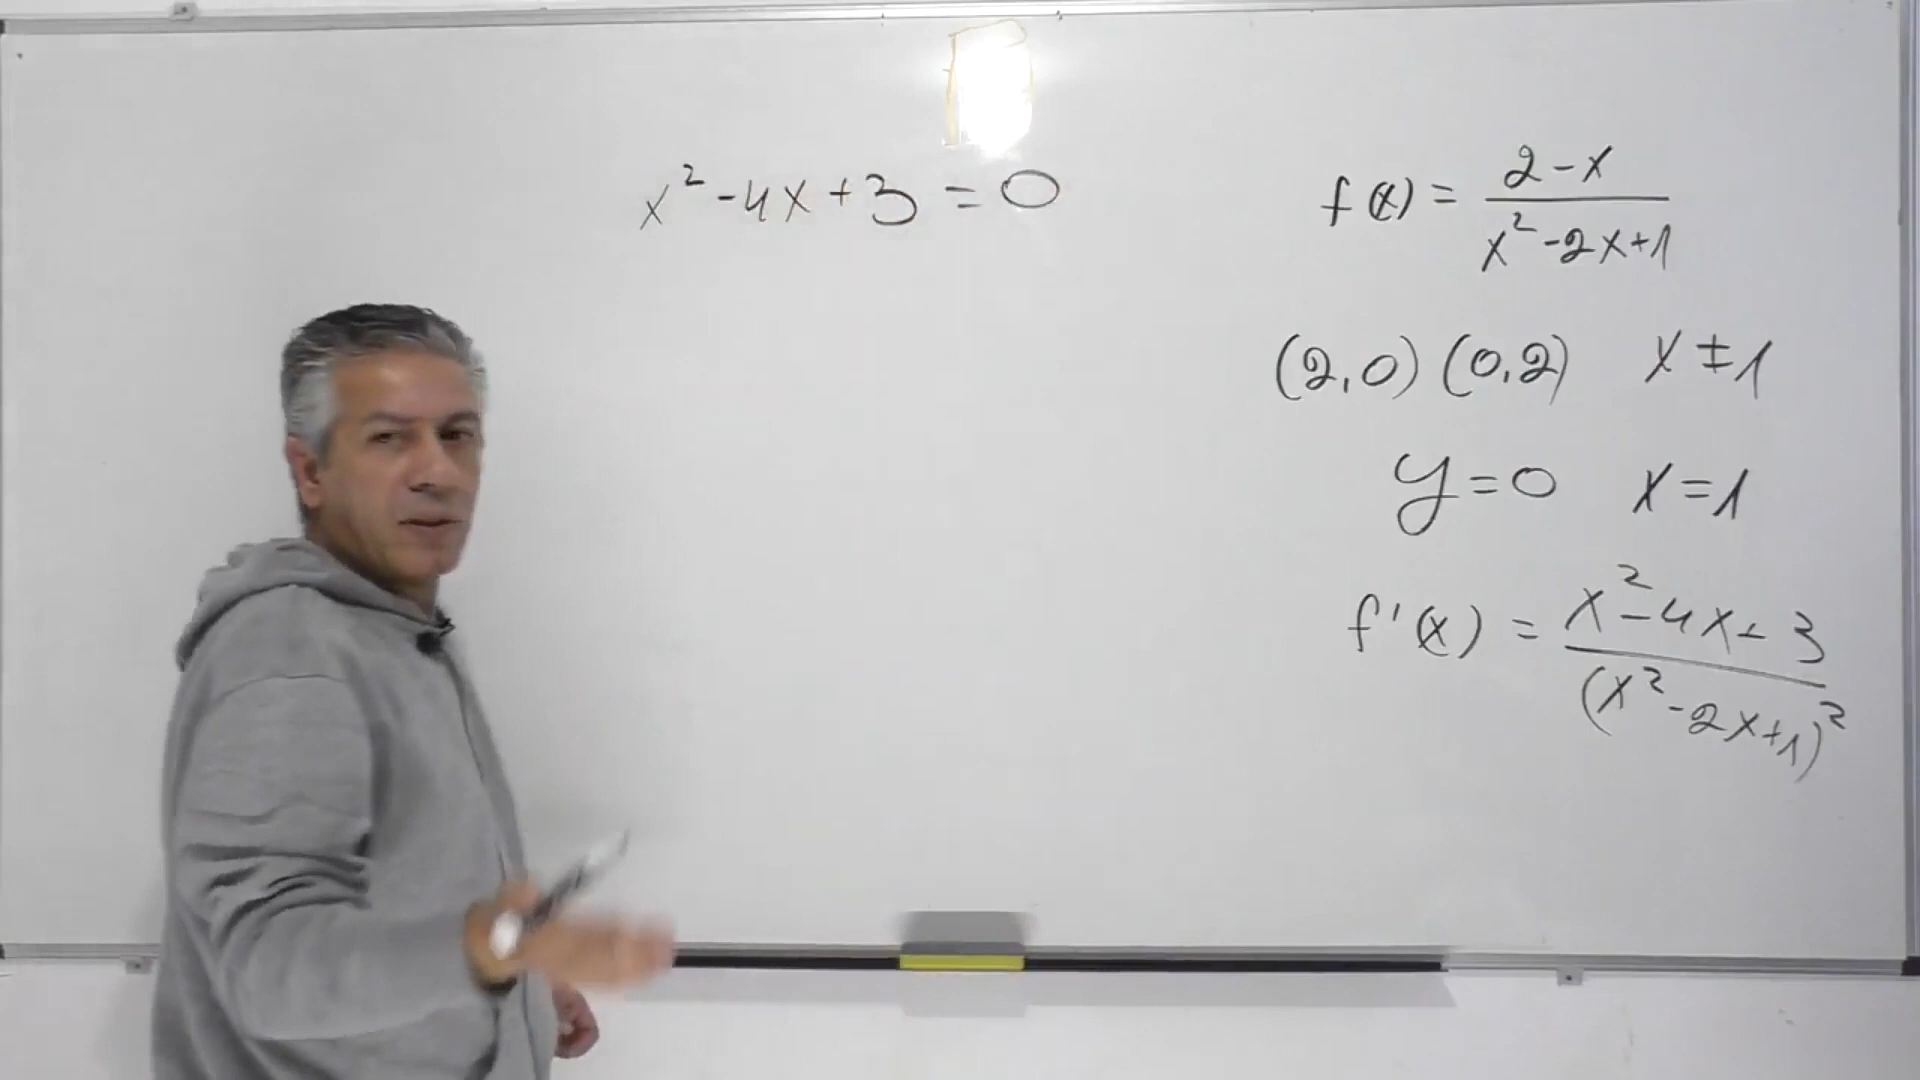 x² - 4x + 3 = 0
f(x) = (2 - x) / (x² - 2x + 1)
(2,0) (0,2) x ≠ 1
y = 0 x = 1
f'(x) = (x² - 4x + 3) / (x² - 2x + 1)²